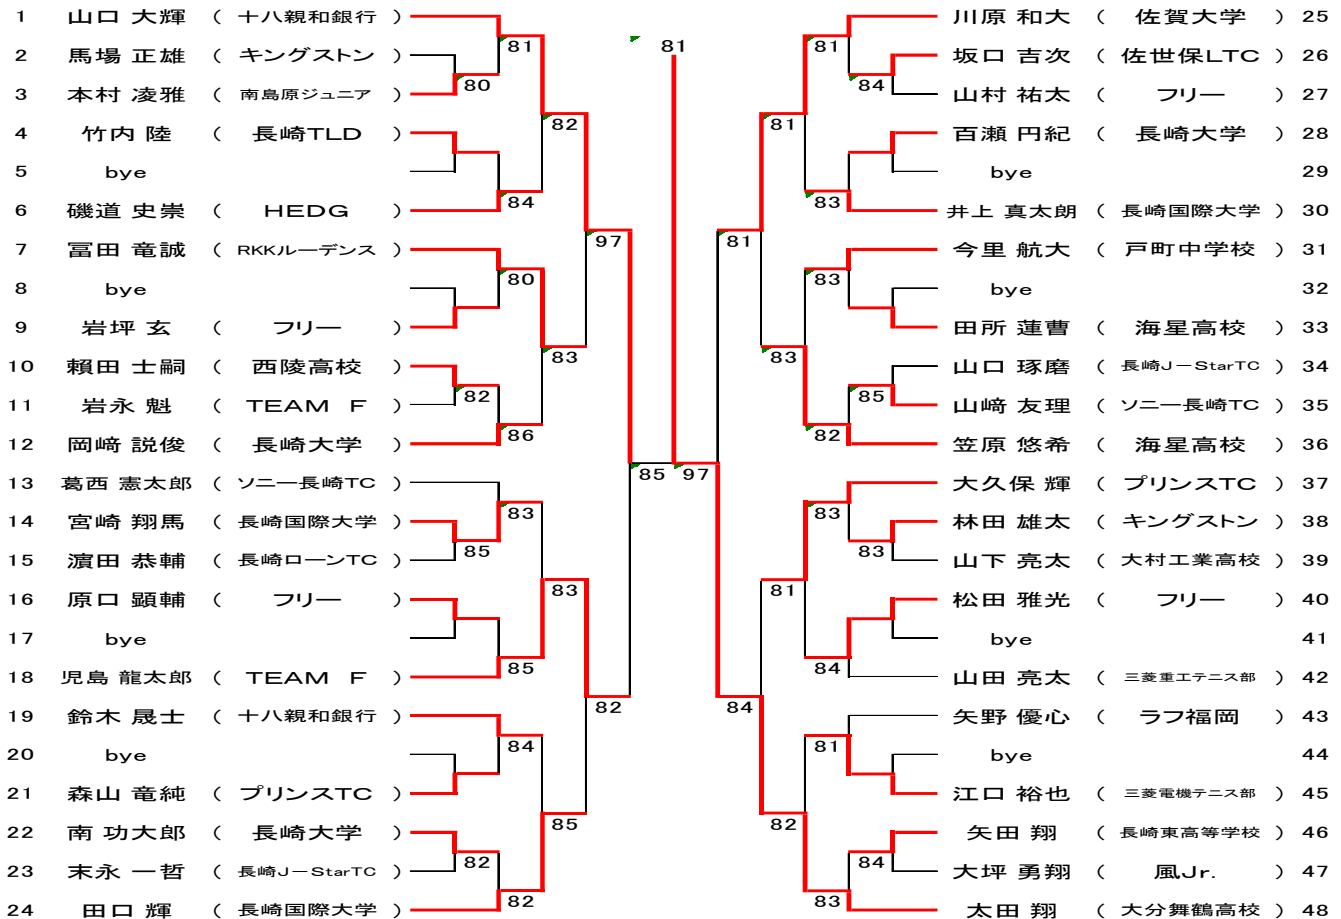 1 山口 大輝 ( 十八親和銀行 ) 川原 和大 ( 佐賀大学 ) 25
81 81 81
2 馬場 正雄 ( キングストン ) 坂口 吉次 ( 佐世保LTC ) 26
80 84
3 本村 凌雅 ( 南島原ジュニア ) 山村 祐太 ( フリー ) 27
82 81
4 竹内 陸 ( 長崎TLD ) 百瀬 円紀 ( 長崎大学 ) 28
5 bye bye 29
84 83
6 磯道 史崇 ( HEDG ) 井上 真太朗 ( 長崎国際大学 ) 30
97 81
7 冨田 竜誠 ( RKKルーデンス ) 今里 航大 ( 戸町中学校 ) 31
80 83
8 bye bye 32
9 岩坪 玄 ( フリー ) 田所 蓮曹 ( 海星高校 ) 33
83 83
10 賴田 士嗣 ( 西陵高校 ) 山口 琢磨 ( 長崎J-StarTC ) 34
82 85
11 岩永 魁 ( TEAM F ) 山﨑 友理 ( ソニー長崎TC ) 35
86 82
12 岡﨑 説俊 ( 長崎大学 ) 笠原 悠希 ( 海星高校 ) 36
85 97
13 葛西 憲太郎 ( ソニー長崎TC ) 大久保 輝 ( プリンスTC ) 37
83 83
14 宮崎 翔馬 ( 長崎国際大学 ) 林田 雄太 ( キングストン ) 38
85 83
15 濵田 恭輔 ( 長崎ローンTC ) 山下 亮太 ( 大村工業高校 ) 39
83 81
16 原口 顕輔 ( フリー ) 松田 雅光 ( フリー ) 40
17 bye bye 41
85 84
18 児島 龍太郎 ( TEAM F ) 山田 亮太 ( 三菱重工テニス部 ) 42
82 84
19 鈴木 晟士 ( 十八親和銀行 ) 矢野 優心 ( ラフ福岡 ) 43
84 81
20 bye bye 44
21 森山 竜純 ( プリンスTC ) 江口 裕也 ( 三菱電機テニス部 ) 45
85 82
22 南 功太郎 ( 長崎大学 ) 矢田 翔 ( 長崎東高等学校 ) 46
82 84
23 末永 一哲 ( 長崎J-StarTC ) 大坪 勇翔 ( 風Jr. ) 47
82 83
24 田口 輝 ( 長崎国際大学 ) 太田 翔 ( 大分舞鶴高校 ) 48